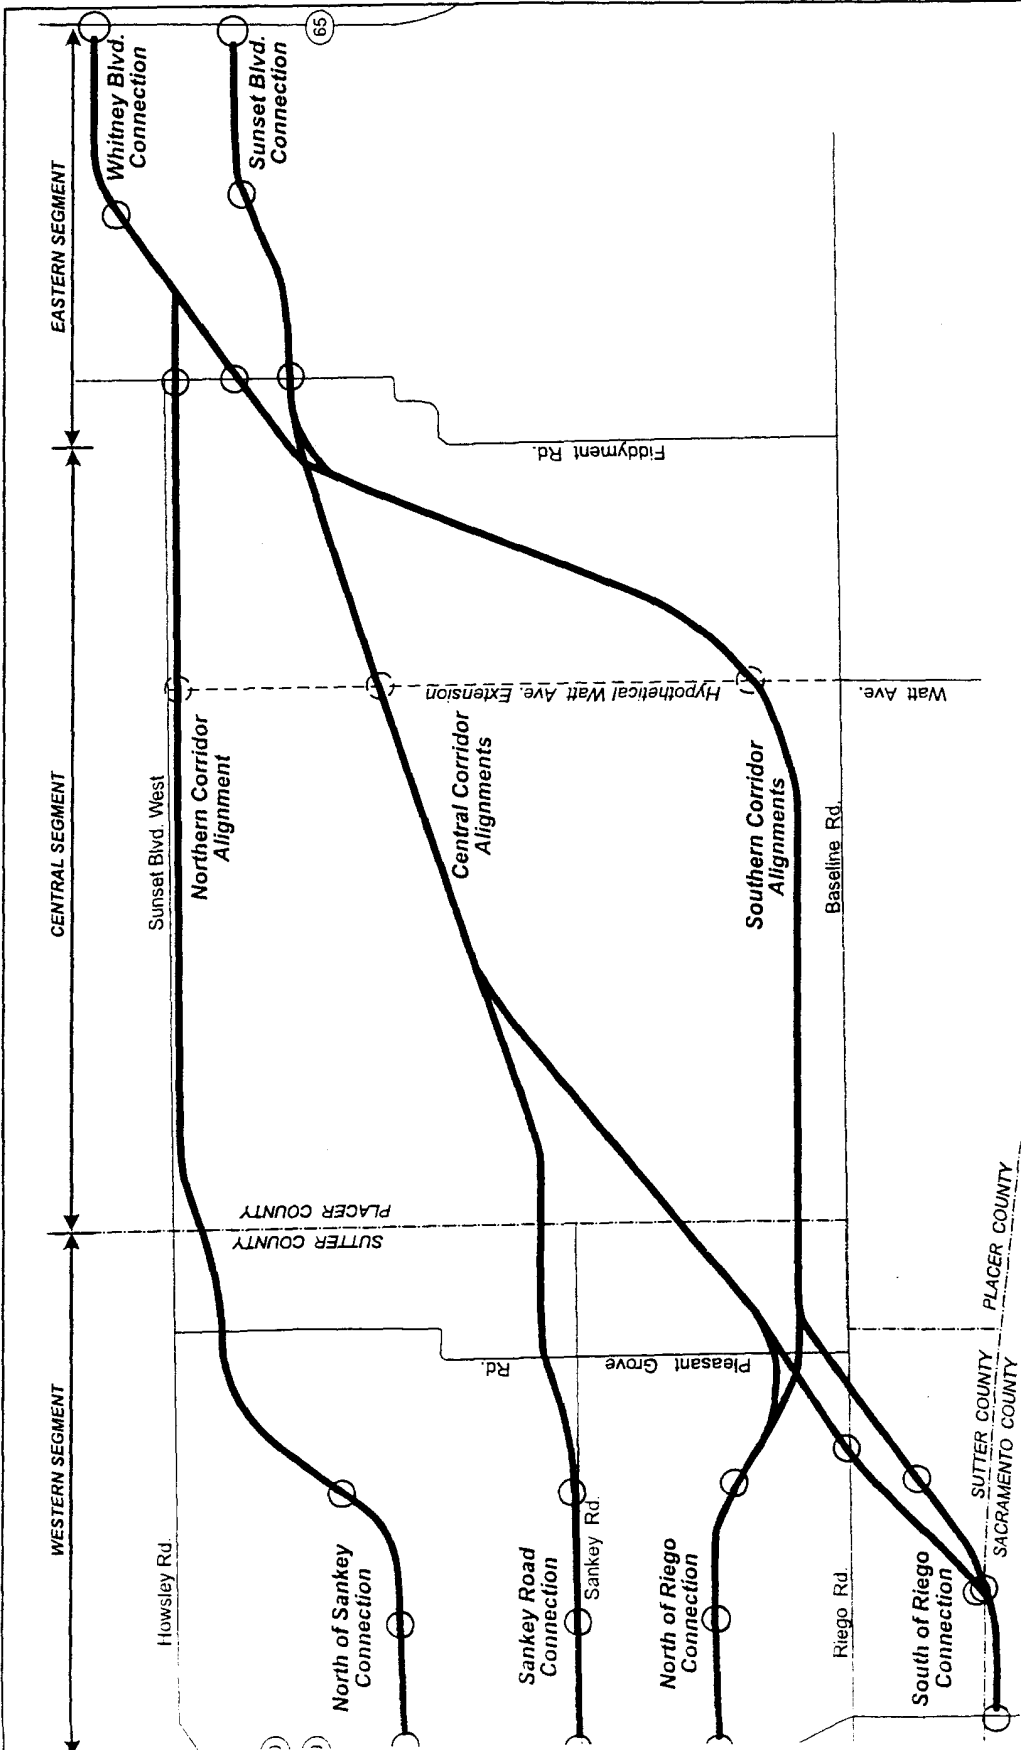 WESTERN SEGMENT
CENTRAL SEGMENT
EASTERN SEGMENT
65
Whitney Blvd.
Connection
Sunset Blvd.
Connection
Howsley Rd.
Sunset Blvd. West
Northern Corridor
Alignment
SUTTER COUNTY
PLACER COUNTY
North of Sankey
Connection
Central Corridor
Alignments
Hypothetical Watt Ave. Extension
Fiddyment Rd.
Pleasant Grove
Rd.
Sankey Road
Connection
Sankey Rd.
North of Riego
Connection
Southern Corridor
Alignments
Riego Rd.
Baseline Rd.
Watt Ave.
South of Riego
Connection
SUTTER COUNTY
SACRAMENTO COUNTY
PLACER COUNTY